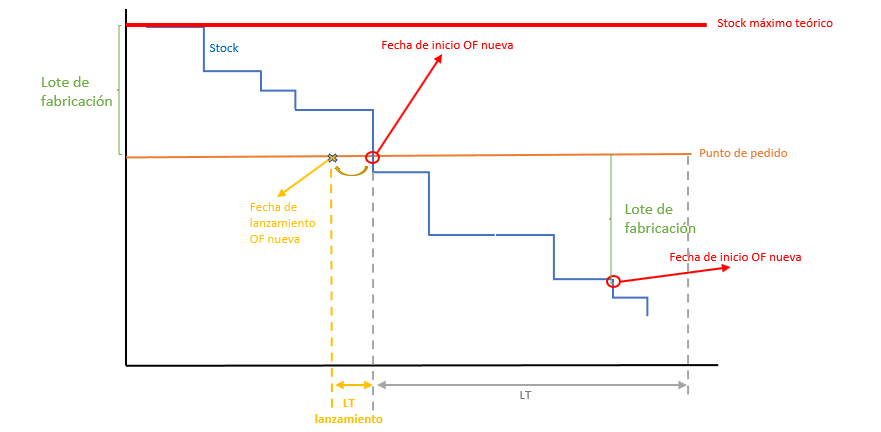 Stock máximo teórico
Stock
Fecha de inicio OF nueva
Lote de
fabricación
Punto de pedido
Fecha de
lanzamiento
OF nueva
Lote de
fabricación
Fecha de inicio OF nueva
LT
lanzamiento
LT